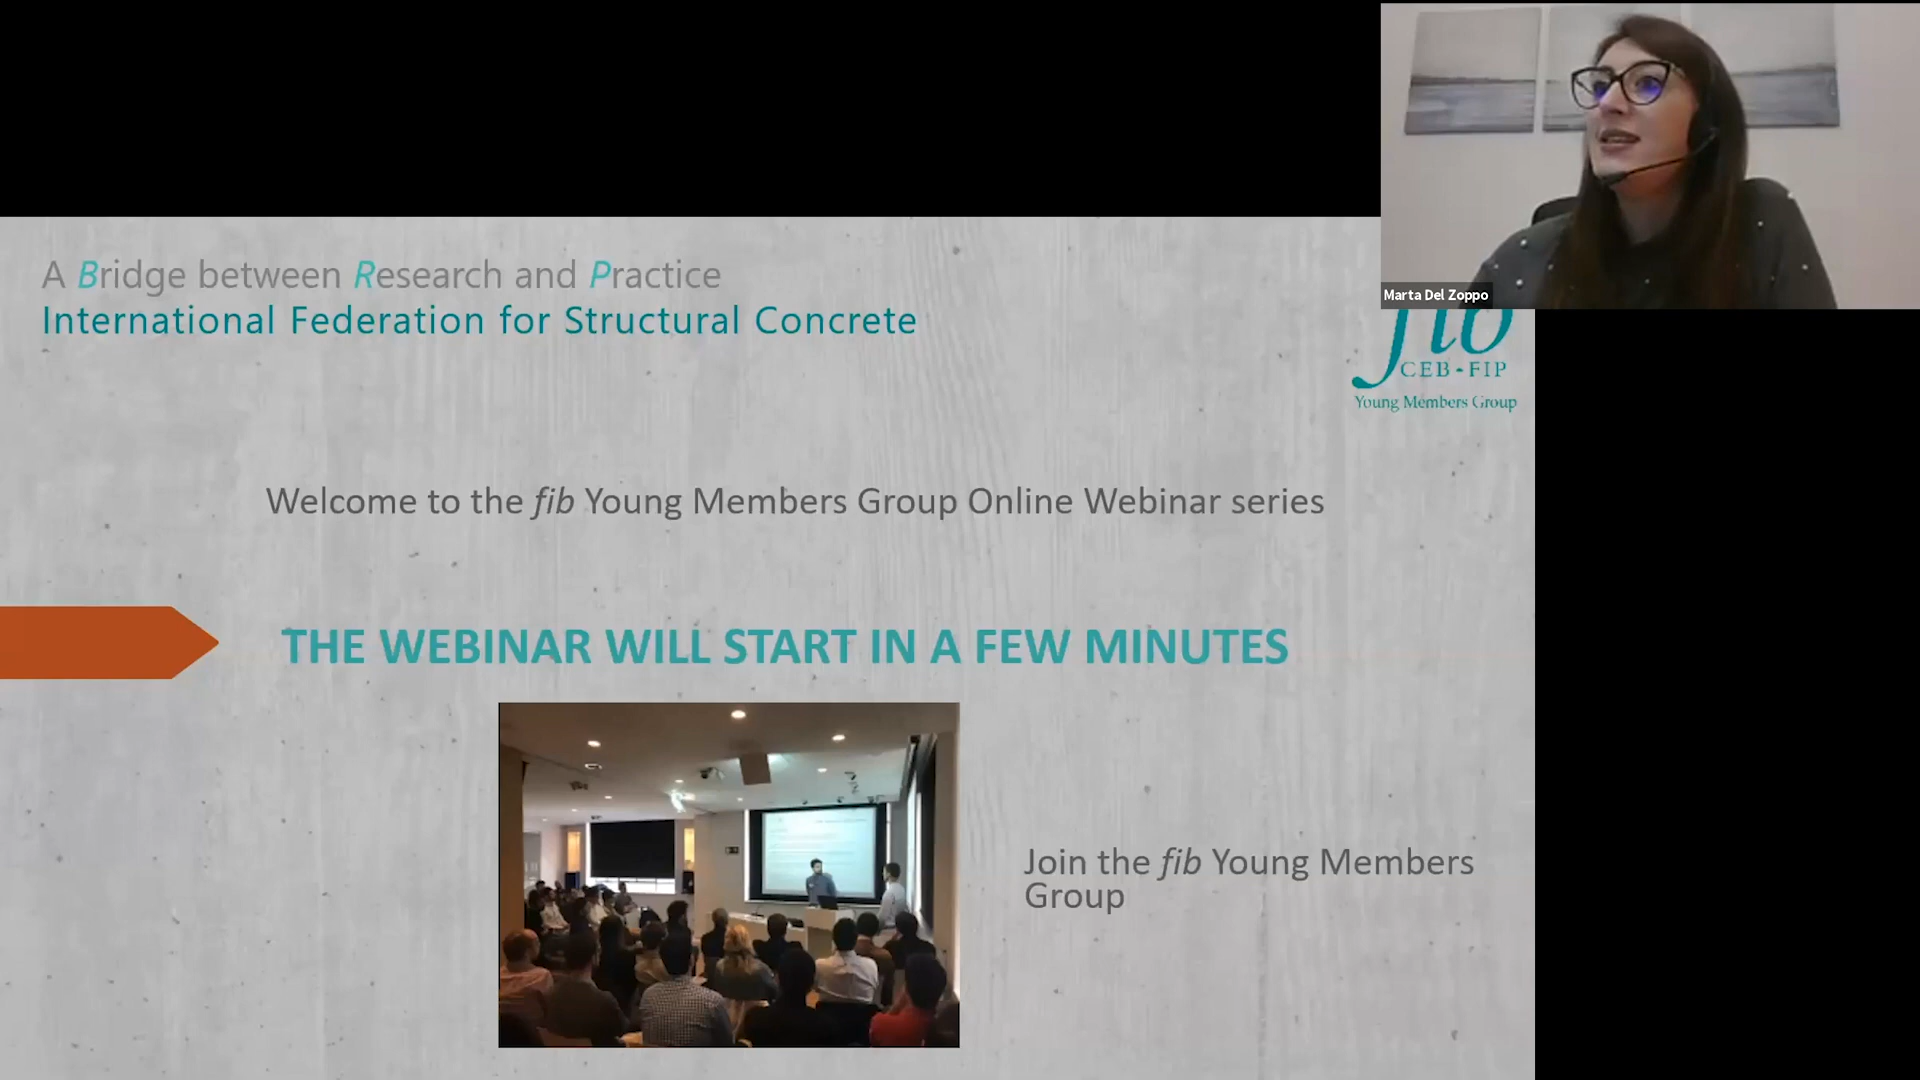 A Bridge between Research and Practice
International Federation for Structural Concrete
Marta Del Zoppo
fib
CEB-FIP
Young Members Group
Welcome to the fib Young Members Group Online Webinar series
THE WEBINAR WILL START IN A FEW MINUTES
Join the fib Young Members
Group